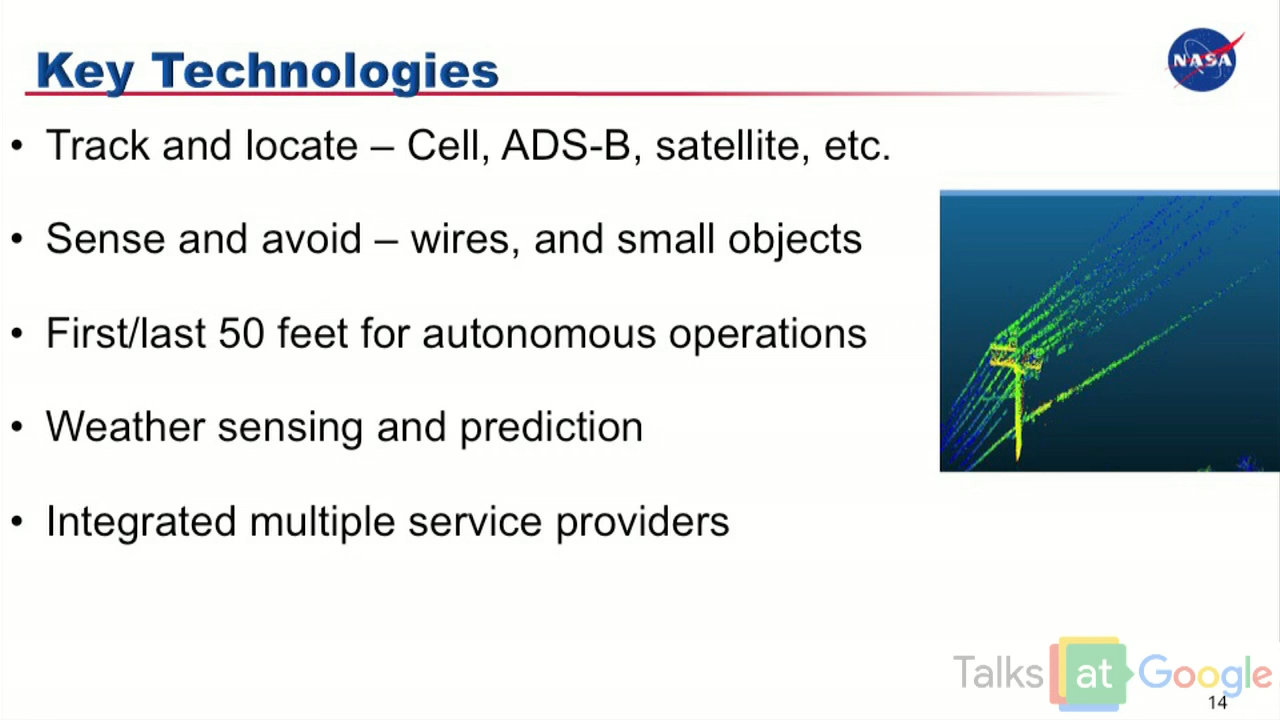 Key Technologies
NASA
• Track and locate – Cell, ADS-B, satellite, etc.
• Sense and avoid – wires, and small objects
• First/last 50 feet for autonomous operations
• Weather sensing and prediction
• Integrated multiple service providers
Talks at Google
14